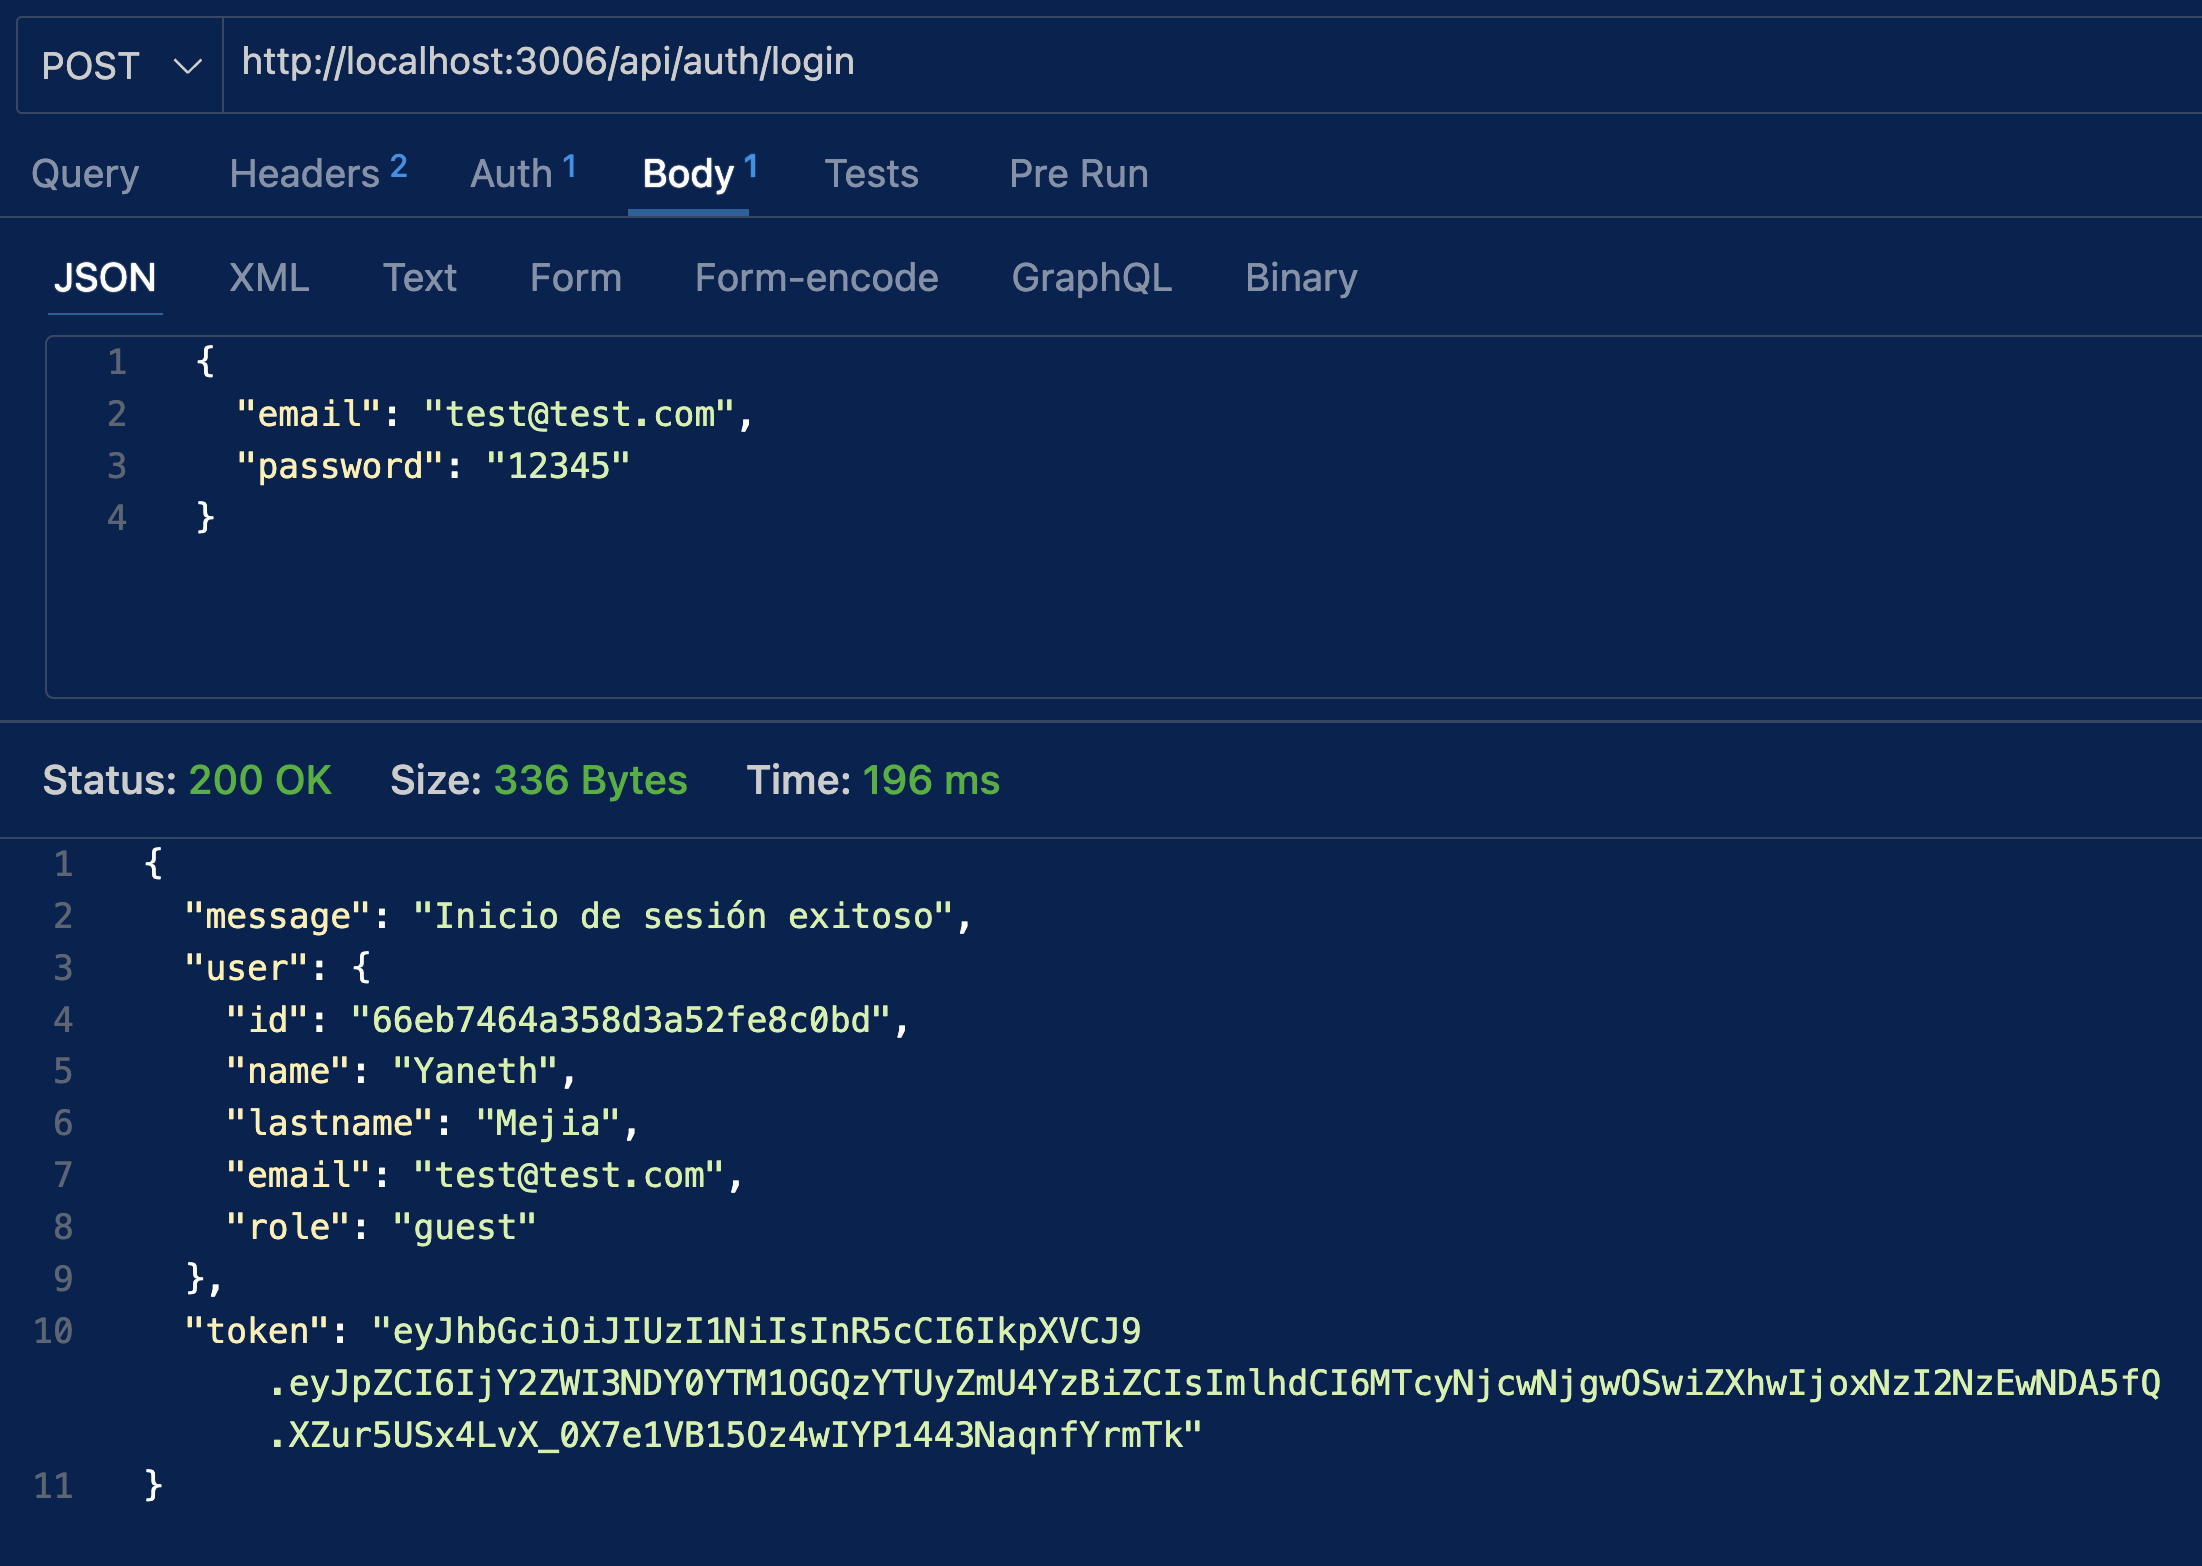 POST http://localhost:3006/api/auth/login
Query Headers 2 Auth 1 Body 1 Tests Pre Run
JSON XML Text Form Form-encode GraphQL Binary
1 {
2 "email": "test@test.com",
3 "password": "12345"
4 }
Status: 200 OK Size: 336 Bytes Time: 196 ms
1 {
2 "message": "Inicio de sesión exitoso",
3 "user": {
4 "id": "66eb7464a358d3a52fe8c0bd",
5 "name": "Yaneth",
6 "lastname": "Mejia",
7 "email": "test@test.com",
8 "role": "guest"
9 },
10 "token": "eyJhbGciOiJIUzI1NiIsInR5cCI6IkpXVCJ9
.eyJpZCI6IjY2ZWI3NDY0YTM1OGQzYTUyZmU4YzBiZCIsImlhdCI6MTcyNjcwNjgwOSwiZXhwIjoxNzI2NzEwNDA5fQ
.XZur5USx4LvX_0X7e1VB15Oz4wIYP1443NaqnfYrmTk"
11 }